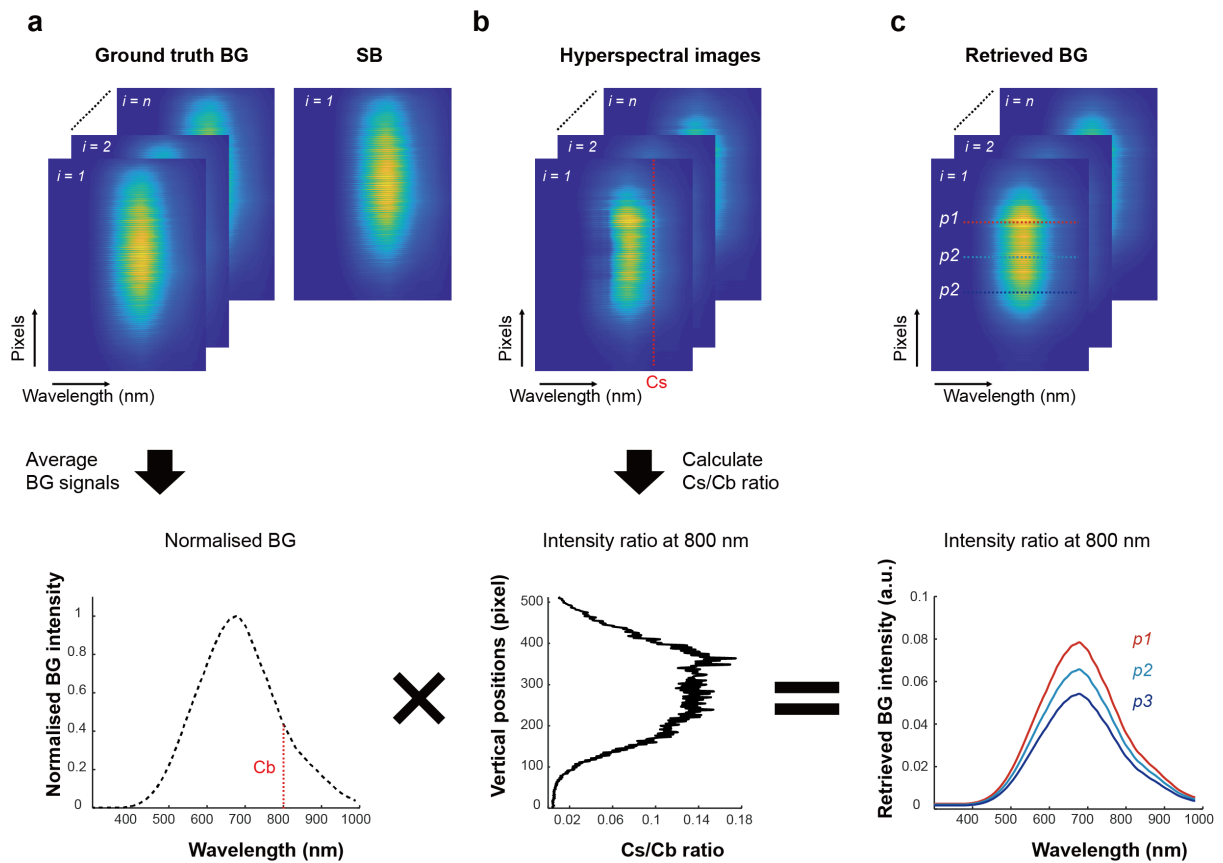 a
b
c
Ground truth BG
SB
Hyperspectral images
Retrieved BG
i = n
i = 2
i = 1
i = 1
i = n
i = 2
i = 1
i = n
i = 2
i = 1
p1
p2
p2
Pixels
Wavelength (nm)
Pixels
Wavelength (nm)
Cs
Pixels
Wavelength (nm)
Average
BG signals
Calculate
Cs/Cb ratio
Normalised BG
Normalised BG intensity
1
0.8
0.6
0.4
0.2
0
Cb
400 500 600 700 800 900 1000
Wavelength (nm)
Intensity ratio at 800 nm
Vertical positions (pixel)
500
400
300
200
100
0
0.02 0.06 0.1 0.14 0.18
Cs/Cb ratio
Intensity ratio at 800 nm
Retrieved BG intensity (a.u.)
0.1
0.08
0.06
0.04
0.02
0
p1
p2
p3
400 500 600 700 800 900 1000
Wavelength (nm)